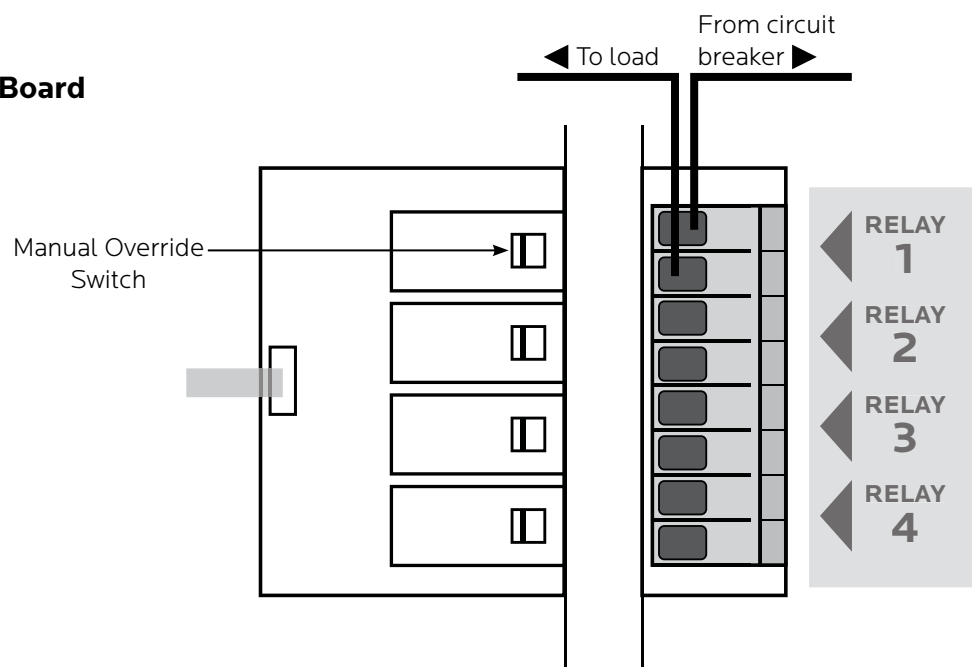 From circuit
breaker
To load
Board
Manual Override
Switch
RELAY
1
RELAY
2
RELAY
3
RELAY
4